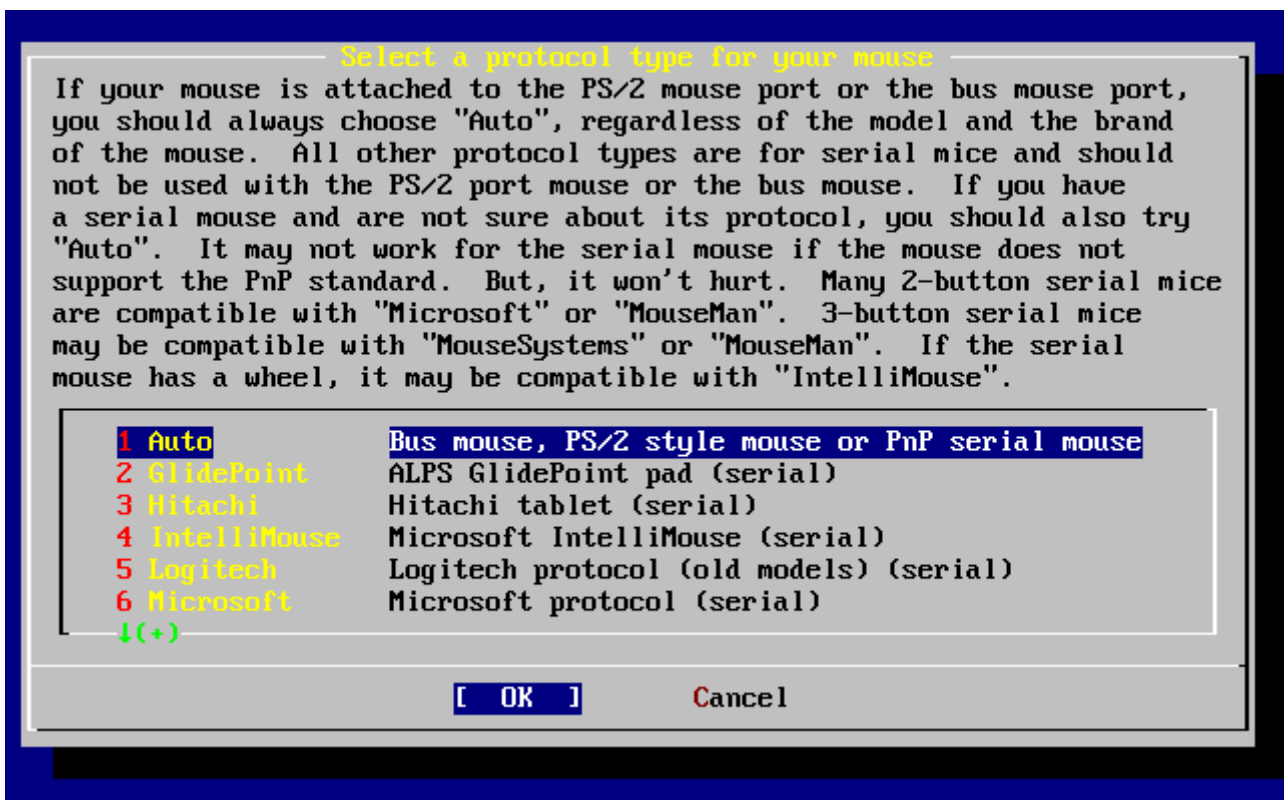 Select a protocol type for your mouse
If your mouse is attached to the PS/2 mouse port or the bus mouse port,
you should always choose "Auto", regardless of the model and the brand
of the mouse.  All other protocol types are for serial mice and should
not be used with the PS/2 port mouse or the bus mouse.  If you have
a serial mouse and are not sure about its protocol, you should also try
"Auto".  It may not work for the serial mouse if the mouse does not
support the PnP standard.  But, it won't hurt.  Many 2-button serial mice
are compatible with "Microsoft" or "MouseMan".  3-button serial mice
may be compatible with "MouseSystems" or "MouseMan".  If the serial
mouse has a wheel, it may be compatible with "IntelliMouse".
1 Auto Bus mouse, PS/2 style mouse or PnP serial mouse
2 GlidePoint ALPS GlidePoint pad (serial)
3 Hitachi Hitachi tablet (serial)
4 IntelliMouse Microsoft IntelliMouse (serial)
5 Logitech Logitech protocol (old models) (serial)
6 Microsoft Microsoft protocol (serial)
↓(+)
[ OK ] Cancel